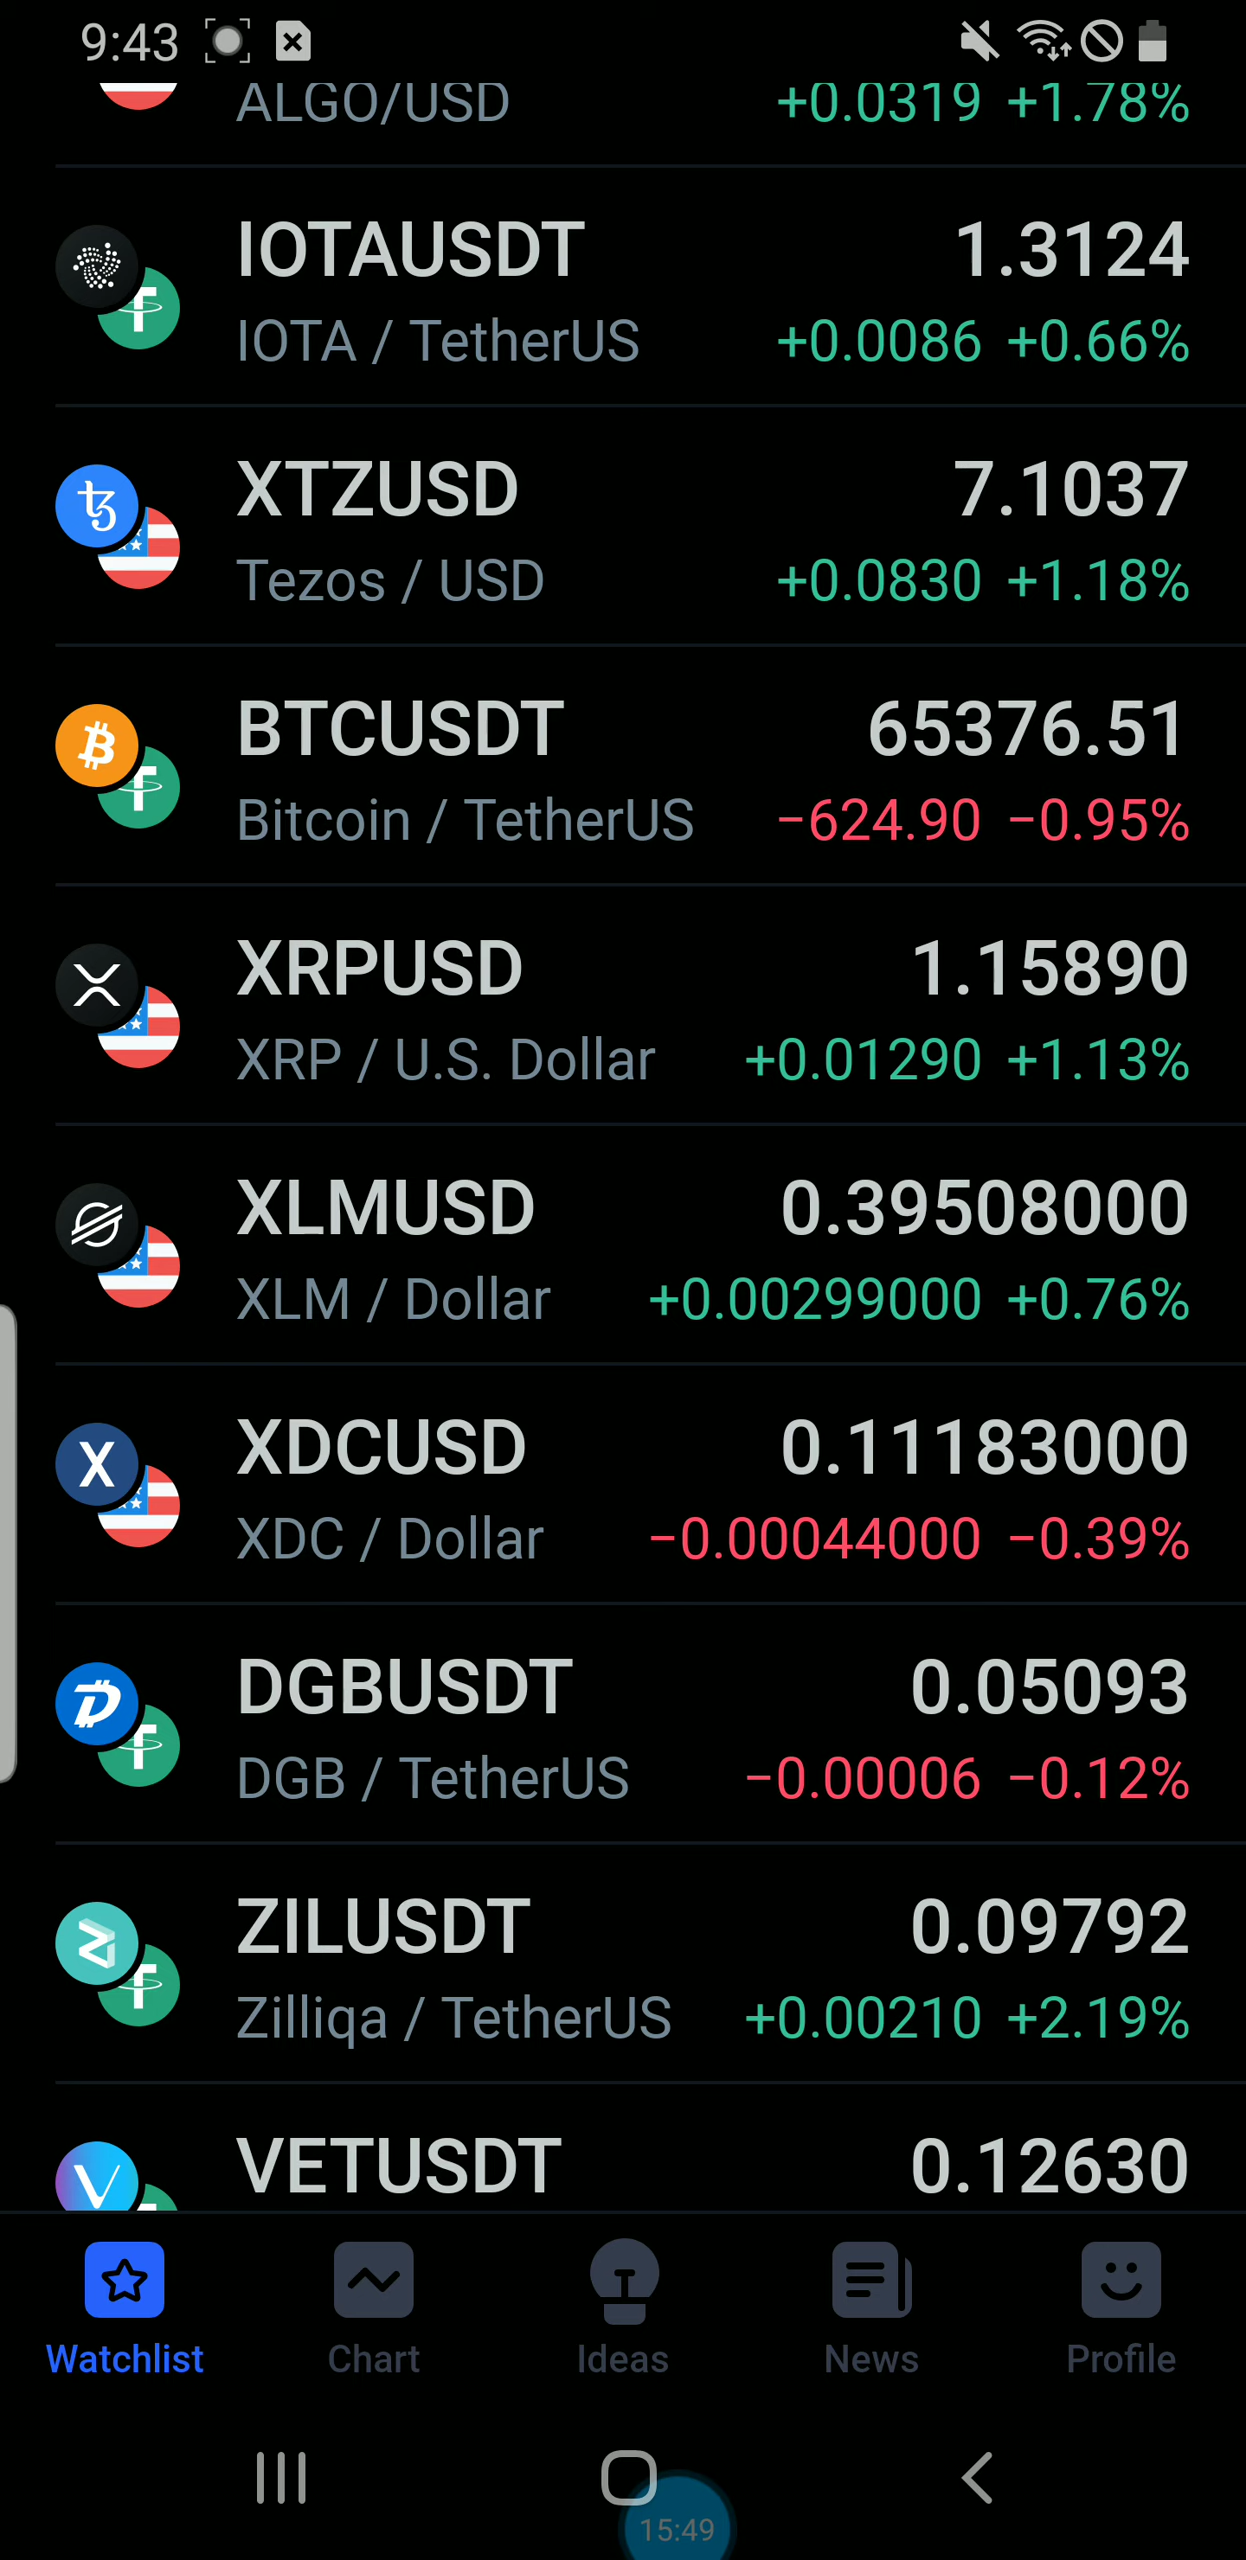 9:43
ALGO/USD +0.0319 +1.78%
IOTAUSDT 1.3124
IOTA / TetherUS +0.0086 +0.66%
XTZUSD 7.1037
Tezos / USD +0.0830 +1.18%
BTCUSDT 65376.51
Bitcoin / TetherUS −624.90 −0.95%
XRPUSD 1.15890
XRP / U.S. Dollar +0.01290 +1.13%
XLMUSD 0.39508000
XLM / Dollar +0.00299000 +0.76%
XDCUSD 0.11183000
XDC / Dollar −0.00044000 −0.39%
DGBUSDT 0.05093
DGB / TetherUS −0.00006 −0.12%
ZILUSDT 0.09792
Zilliqa / TetherUS +0.00210 +2.19%
VETUSDT 0.12630
Watchlist Chart Ideas News Profile
15:49